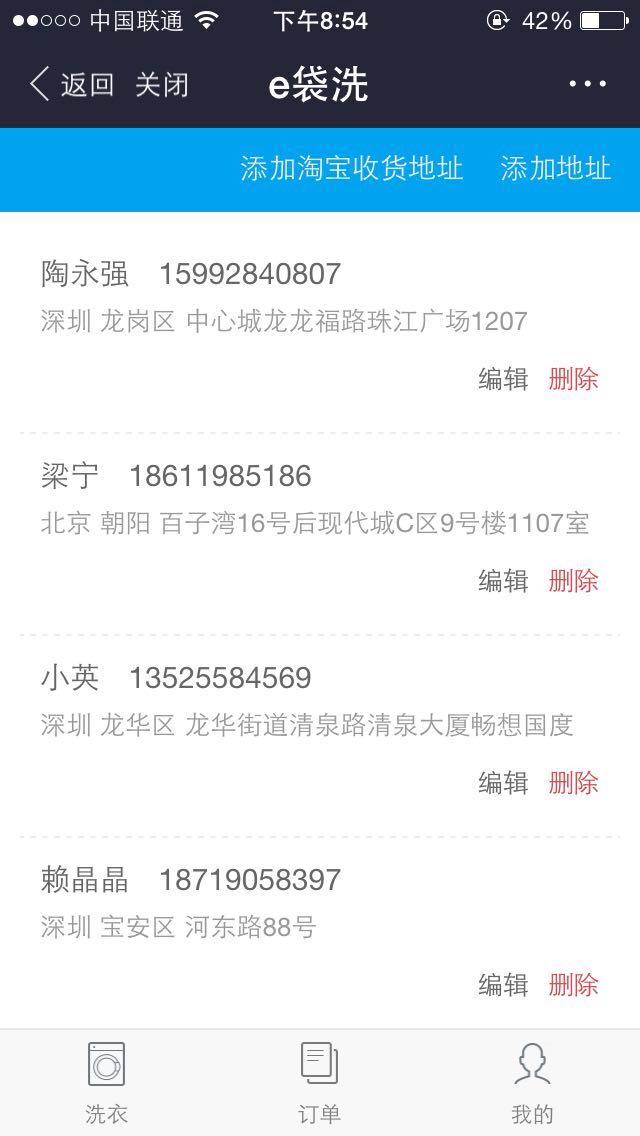 中国联通 下午8:54 42%
返回 关闭 e袋洗
添加淘宝收货地址 添加地址
陶永强 15992840807
深圳 龙岗区 中心城龙龙福路珠江广场1207
编辑 删除
梁宁 18611985186
北京 朝阳 百子湾16号后现代城C区9号楼1107室
编辑 删除
小英 13525584569
深圳 龙华区 龙华街道清泉路清泉大厦畅想国度
编辑 删除
赖晶晶 18719058397
深圳 宝安区 河东路88号
编辑 删除
洗衣 订单 我的